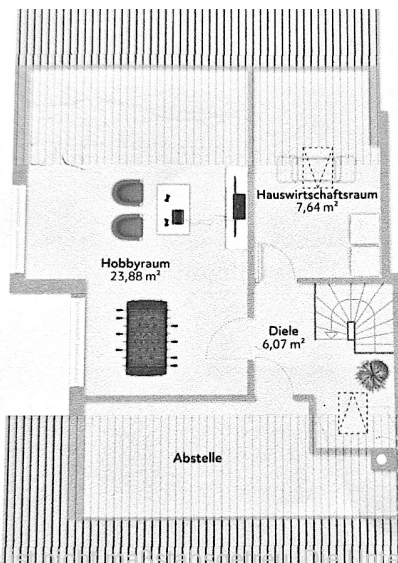 Hauswirtschaftsraum
7,64 m²
Hobbyraum
23,88 m²
Diele
6,07 m²
Abstelle